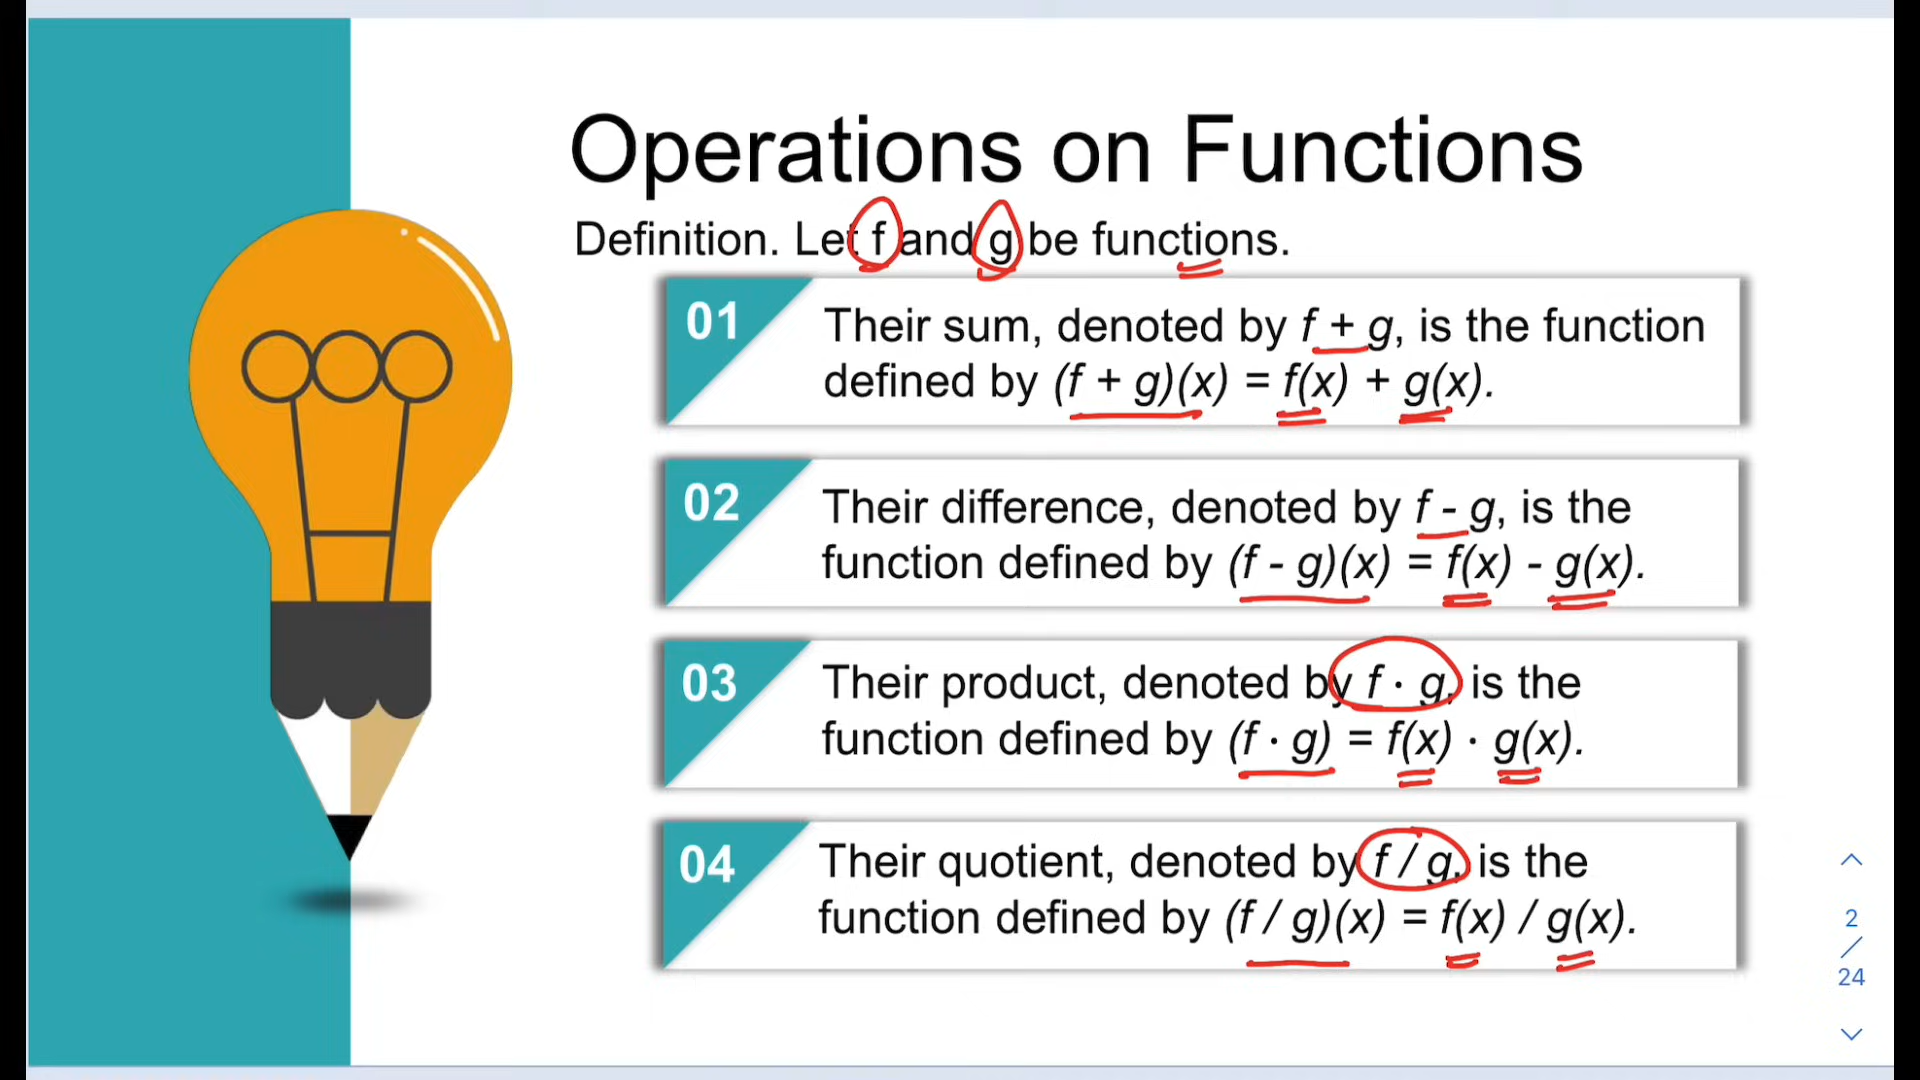 Operations on Functions
Definition. Let f and g be functions.
01
Their sum, denoted by f + g, is the function
defined by (f + g)(x) = f(x) + g(x).
02
Their difference, denoted by f - g, is the
function defined by (f - g)(x) = f(x) - g(x).
03
Their product, denoted by f · g, is the
function defined by (f · g) = f(x) · g(x).
04
Their quotient, denoted by f / g, is the
function defined by (f / g)(x) = f(x) / g(x).
2
/
24